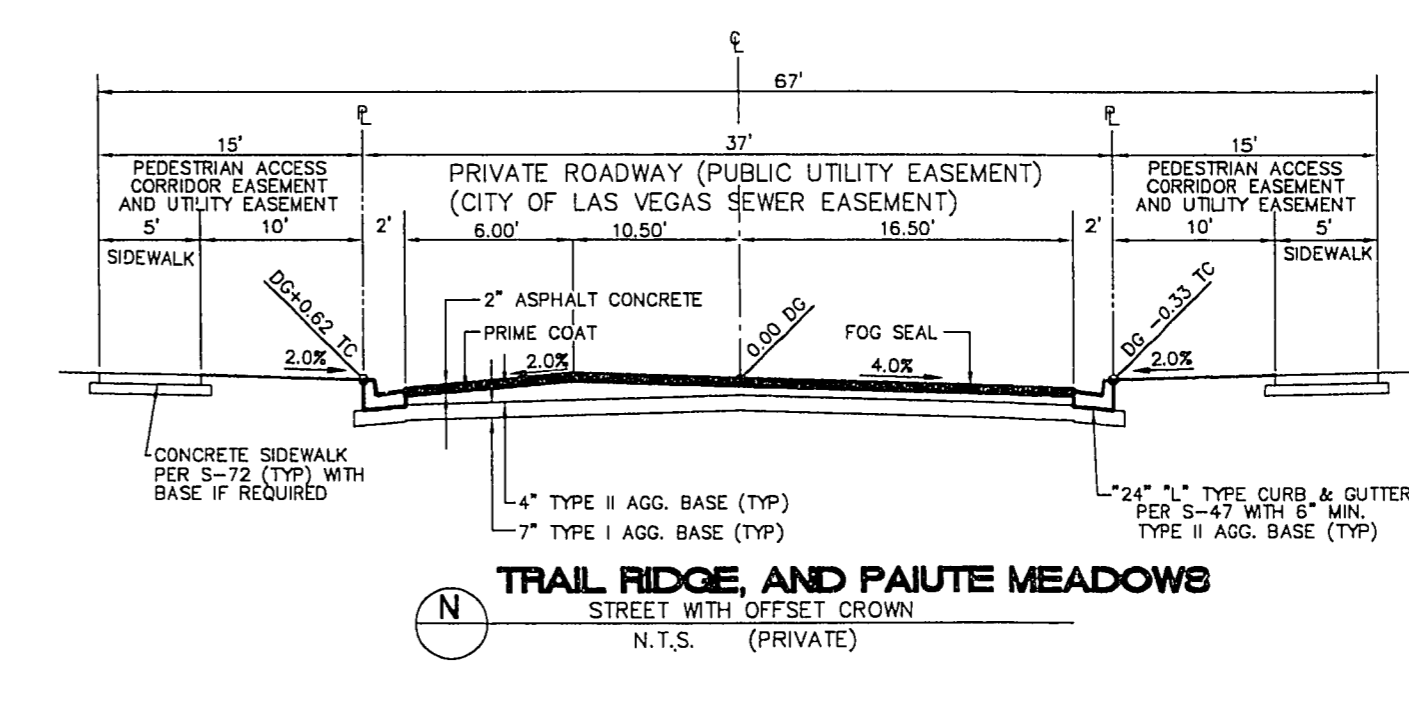 ℄
67'
℄
℄
15'
37'
15'
PEDESTRIAN ACCESS
CORRIDOR EASEMENT
AND UTILITY EASEMENT
PRIVATE ROADWAY (PUBLIC UTILITY EASEMENT)
(CITY OF LAS VEGAS SEWER EASEMENT)
PEDESTRIAN ACCESS
CORRIDOR EASEMENT
AND UTILITY EASEMENT
5'
10'
2'
6.00'
10.50'
16.50'
2'
10'
5'
SIDEWALK
SIDEWALK
DG+0.62 TC
2" ASPHALT CONCRETE
PRIME COAT
0.00 DG
FOG SEAL
DG -0.33 TC
2.0%
2.0%
4.0%
2.0%
CONCRETE SIDEWALK
PER S-72 (TYP) WITH
BASE IF REQUIRED
4" TYPE II AGG. BASE (TYP)
7" TYPE I AGG. BASE (TYP)
"24" "L" TYPE CURB & GUTTER
PER S-47 WITH 6" MIN.
TYPE II AGG. BASE (TYP)
TRAIL RIDGE, AND PAIUTE MEADOWS
N
STREET WITH OFFSET CROWN
N.T.S. (PRIVATE)